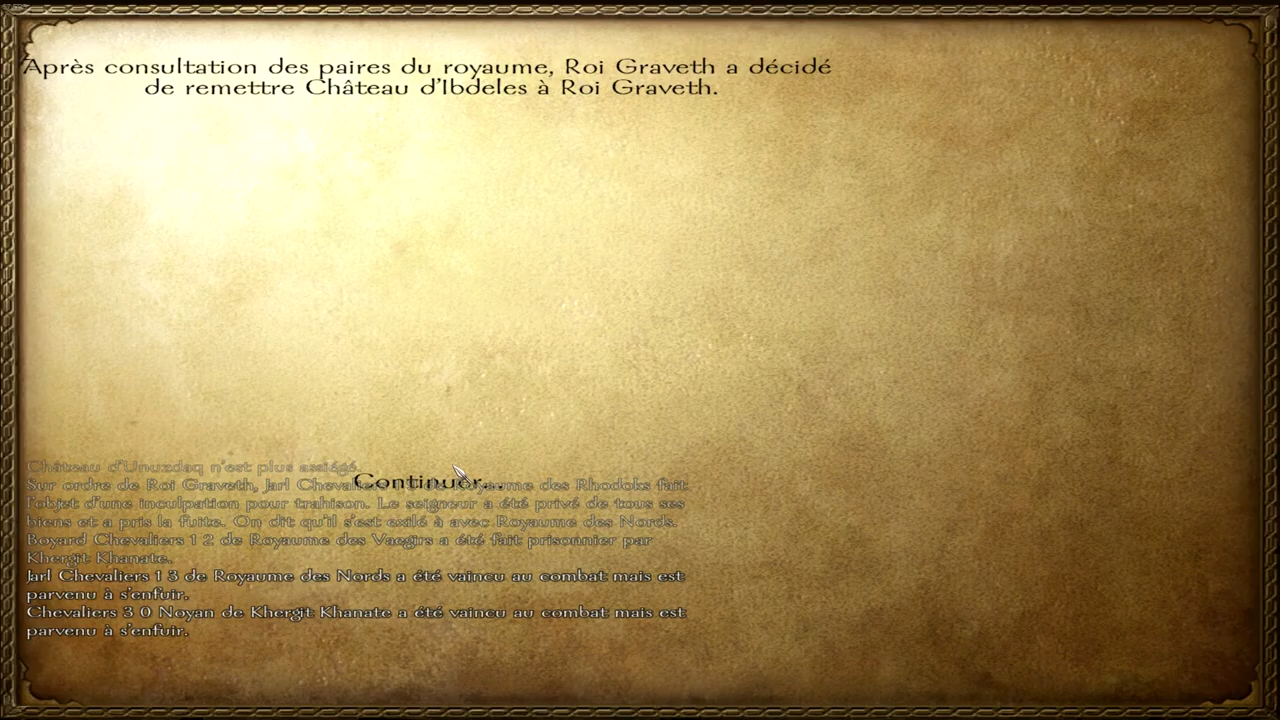 Après consultation des paires du royaume, Roi Graveth a décidé
de remettre Château d'Ibdeles à Roi Graveth.
Château d'Unuzdaq n'est plus assiégé.
Continuer...
Sur ordre de Roi Graveth, Jarl Chevaliers de Royaume des Rhodoks fait
l'objet d'une inculpation pour trahison. Le seigneur a été privé de tous ses
biens et a pris la fuite. On dit qu'il s'est exilé à avec Royaume des Nords.
Boyard Chevaliers 1 2 de Royaume des Vaegirs a été fait prisonnier par
Khergit Khanate.
Jarl Chevaliers 1 3 de Royaume des Nords a été vaincu au combat mais est
parvenu à s'enfuir.
Chevaliers 3 0 Noyan de Khergit Khanate a été vaincu au combat mais est
parvenu à s'enfuir.